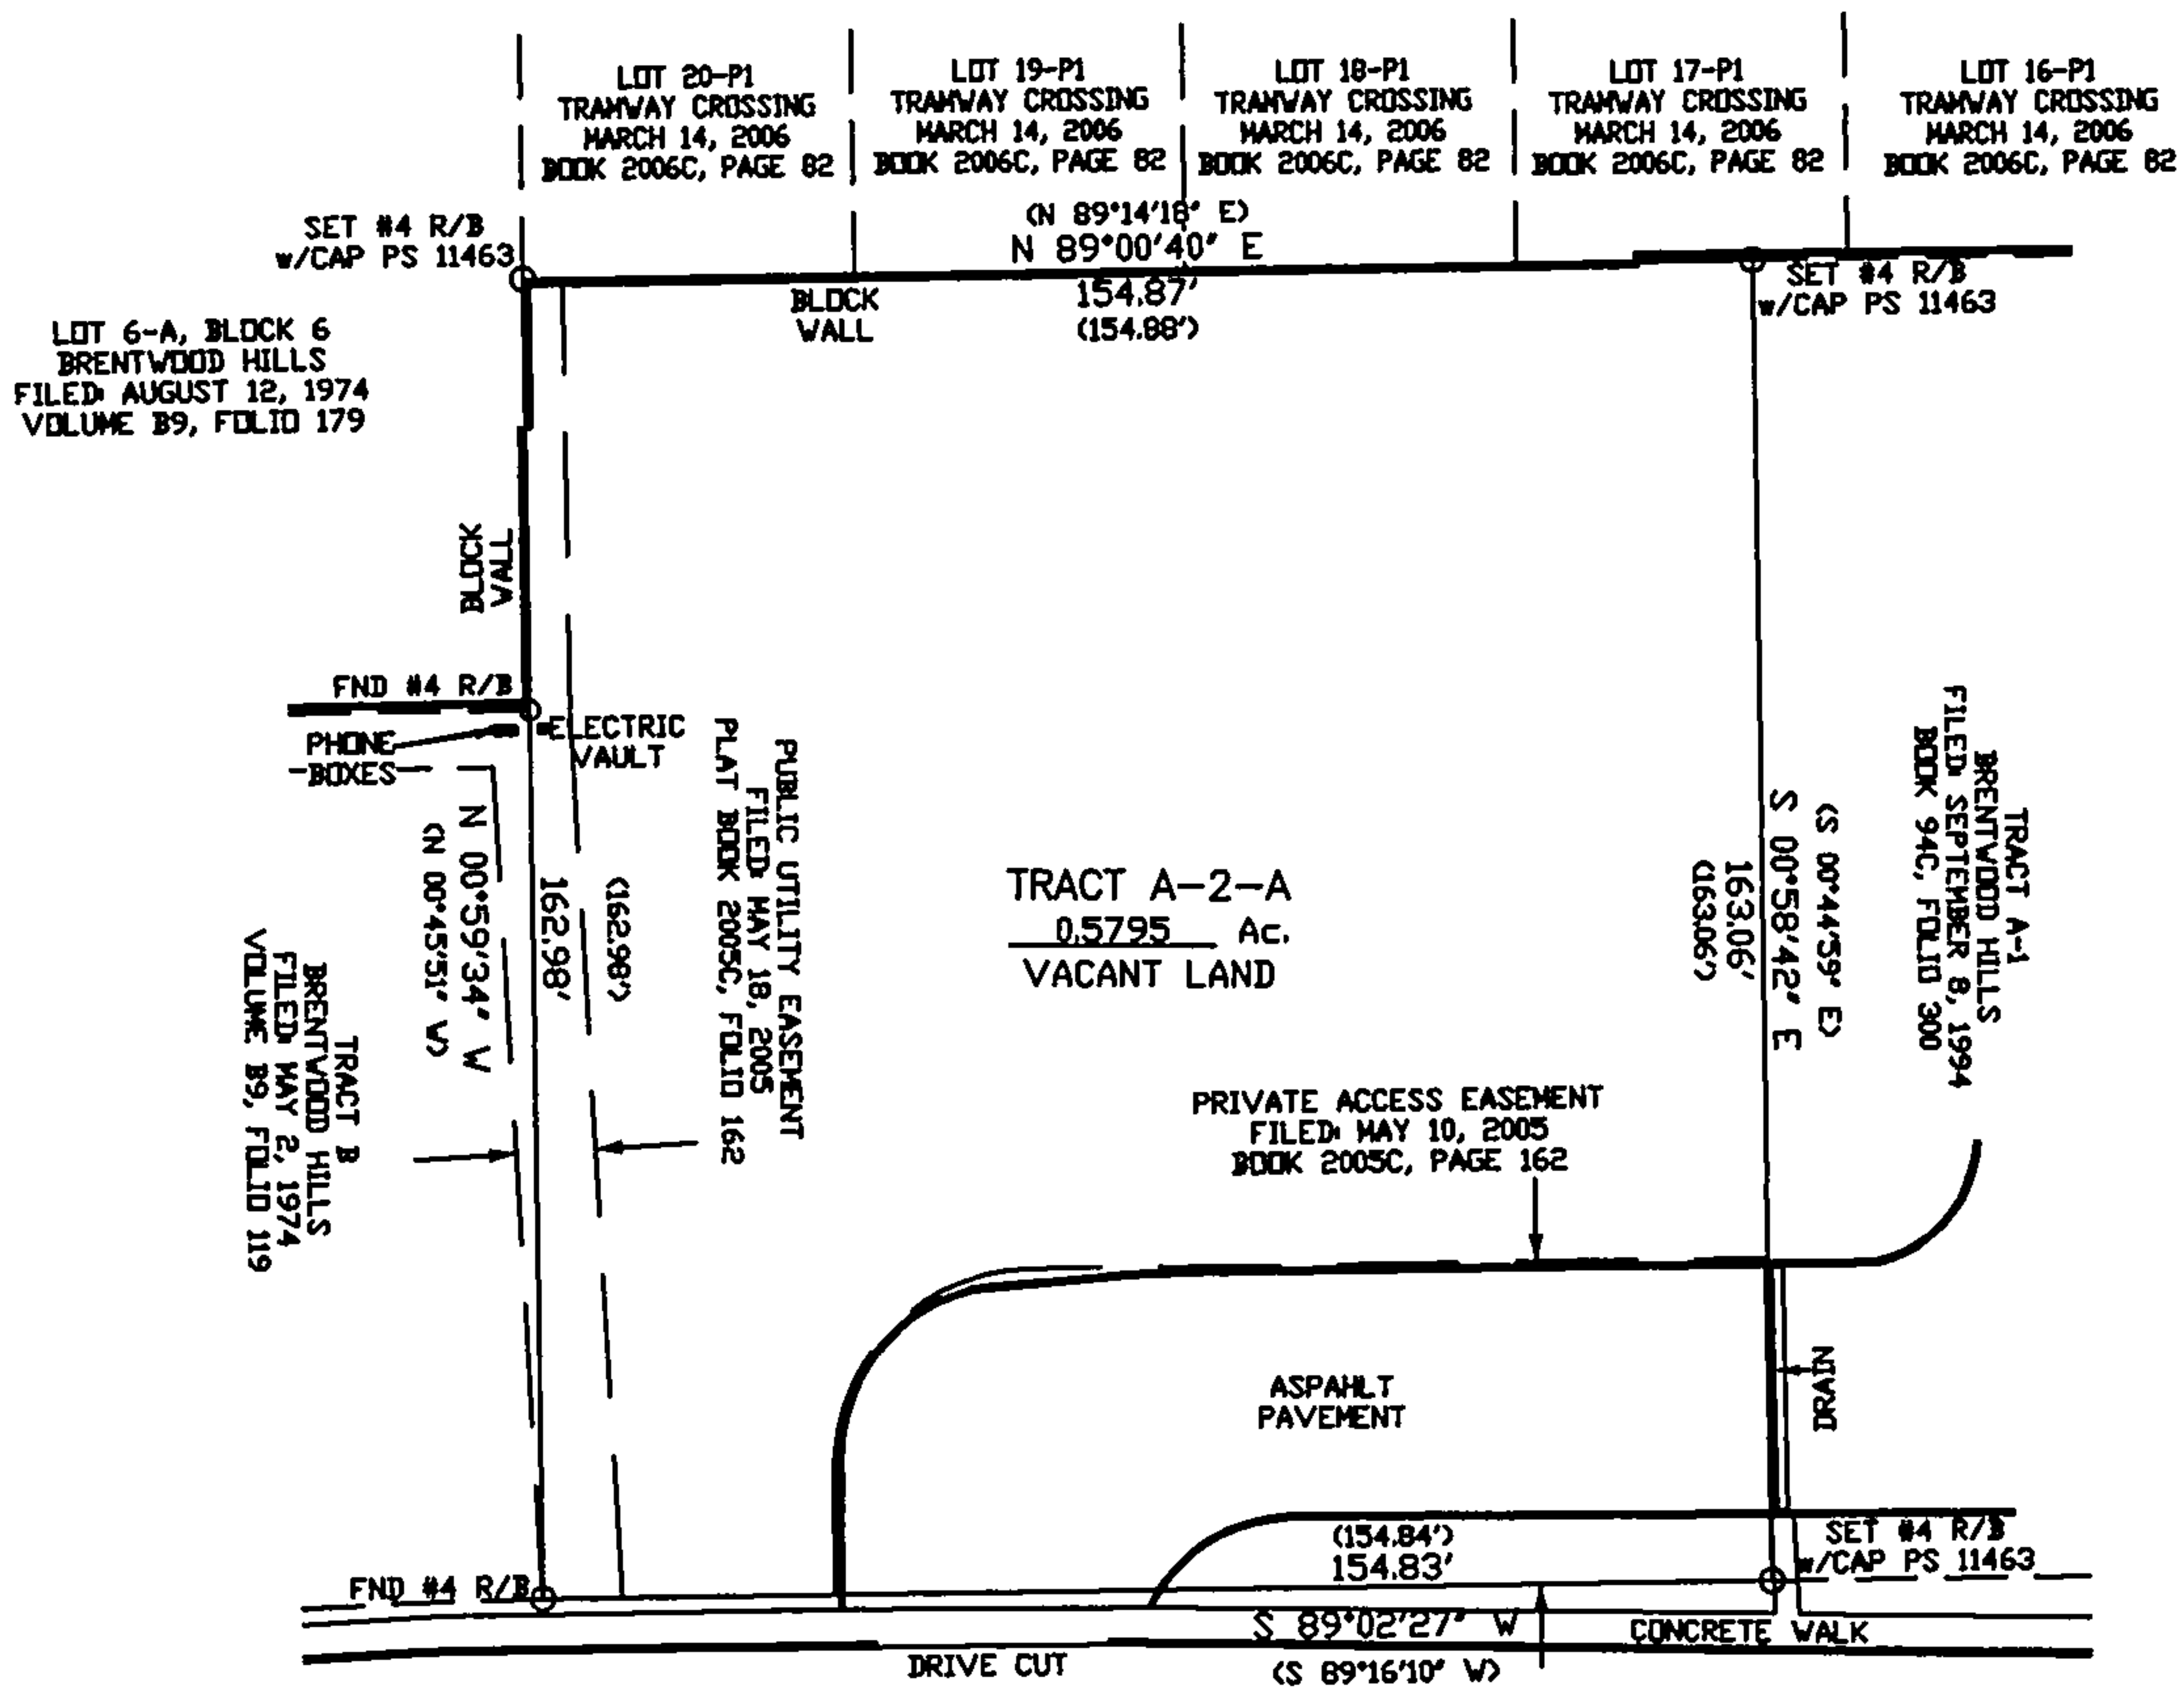 LOT 20-P1
TRAMWAY CROSSING
MARCH 14, 2006
BOOK 2006C, PAGE 82
LOT 19-P1
TRAMWAY CROSSING
MARCH 14, 2006
BOOK 2006C, PAGE 82
LOT 18-P1
TRAMWAY CROSSING
MARCH 14, 2006
BOOK 2006C, PAGE 82
LOT 17-P1
TRAMWAY CROSSING
MARCH 14, 2006
BOOK 2006C, PAGE 82
LOT 16-P1
TRAMWAY CROSSING
MARCH 14, 2006
BOOK 2006C, PAGE 82
SET #4 R/B
w/CAP PS 11463
(N 89°14'18" E)
N 89°00'40" E
154.87'
(154.88')
BLOCK
WALL
SET #4 R/B
w/CAP PS 11463
LOT 6-A, BLOCK 6
BRENTWOOD HILLS
FILED: AUGUST 12, 1974
VOLUME B9, FOLIO 179
BLOCK
WALL
FND #4 R/B
PHONE
BOXES
ELECTRIC
VAULT
N 00°59'34" W
(N 00°45'51" W)
162.98'
(162.98')
PUBLIC UTILITY EASEMENT
FILED: MAY 18, 2005
PLAT BOOK 2005C, FOLIO 162
TRACT A-2-A
0.5795 Ac.
VACANT LAND
(S 00°44'59" E)
S 00°58'42" E
163.06'
(163.06')
TRACT A-1
BRENTWOOD HILLS
FILED: SEPTEMBER 8, 1994
BOOK 94C, FOLIO 300
TRACT B
BRENTWOOD HILLS
FILED: MAY 2, 1974
VOLUME B9, FOLIO 119
PRIVATE ACCESS EASEMENT
FILED: MAY 10, 2005
BOOK 2005C, PAGE 162
ASPAHLT
PAVEMENT
DRAIN
(154.84')
154.83'
SET #4 R/B
w/CAP PS 11463
FND #4 R/B
S 89°02'27" W
(S 89°16'10" W)
CONCRETE WALK
DRIVE CUT